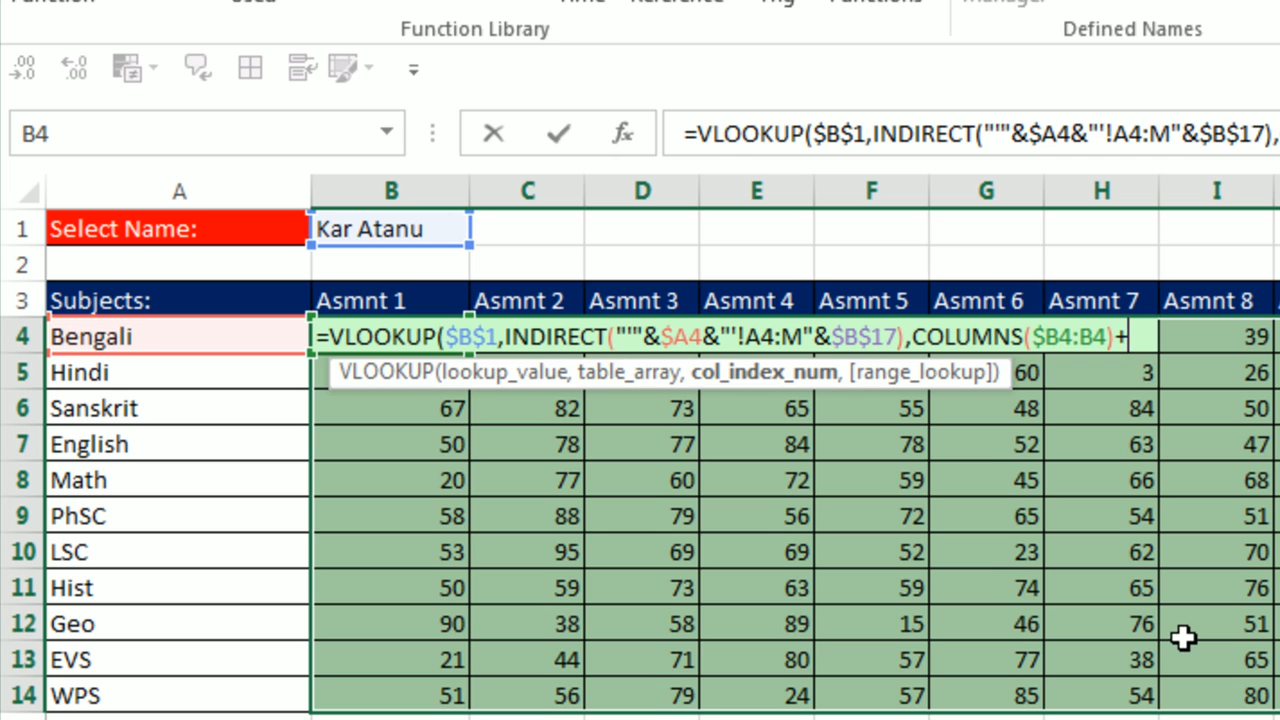 Function Library Defined Names
B4 =VLOOKUP($B$1,INDIRECT("'"&$A4&"'!A4:M"&$B$17),
A B C D E F G H I
1 Select Name: Kar Atanu
2
3 Subjects: Asmnt 1 Asmnt 2 Asmnt 3 Asmnt 4 Asmnt 5 Asmnt 6 Asmnt 7 Asmnt 8
4 Bengali =VLOOKUP($B$1,INDIRECT("'"&$A4&"'!A4:M"&$B$17),COLUMNS($B4:B4)+ 39
5 Hindi VLOOKUP(lookup_value, table_array, col_index_num, [range_lookup]) 60 3 26
6 Sanskrit 67 82 73 65 55 48 84 50
7 English 50 78 77 84 78 52 63 47
8 Math 20 77 60 72 59 45 66 68
9 PhSC 58 88 79 56 72 65 54 51
10 LSC 53 95 69 69 52 23 62 70
11 Hist 50 59 73 63 59 74 65 76
12 Geo 90 38 58 89 15 46 76 51
13 EVS 21 44 71 80 57 77 38 65
14 WPS 51 56 79 24 57 85 54 80